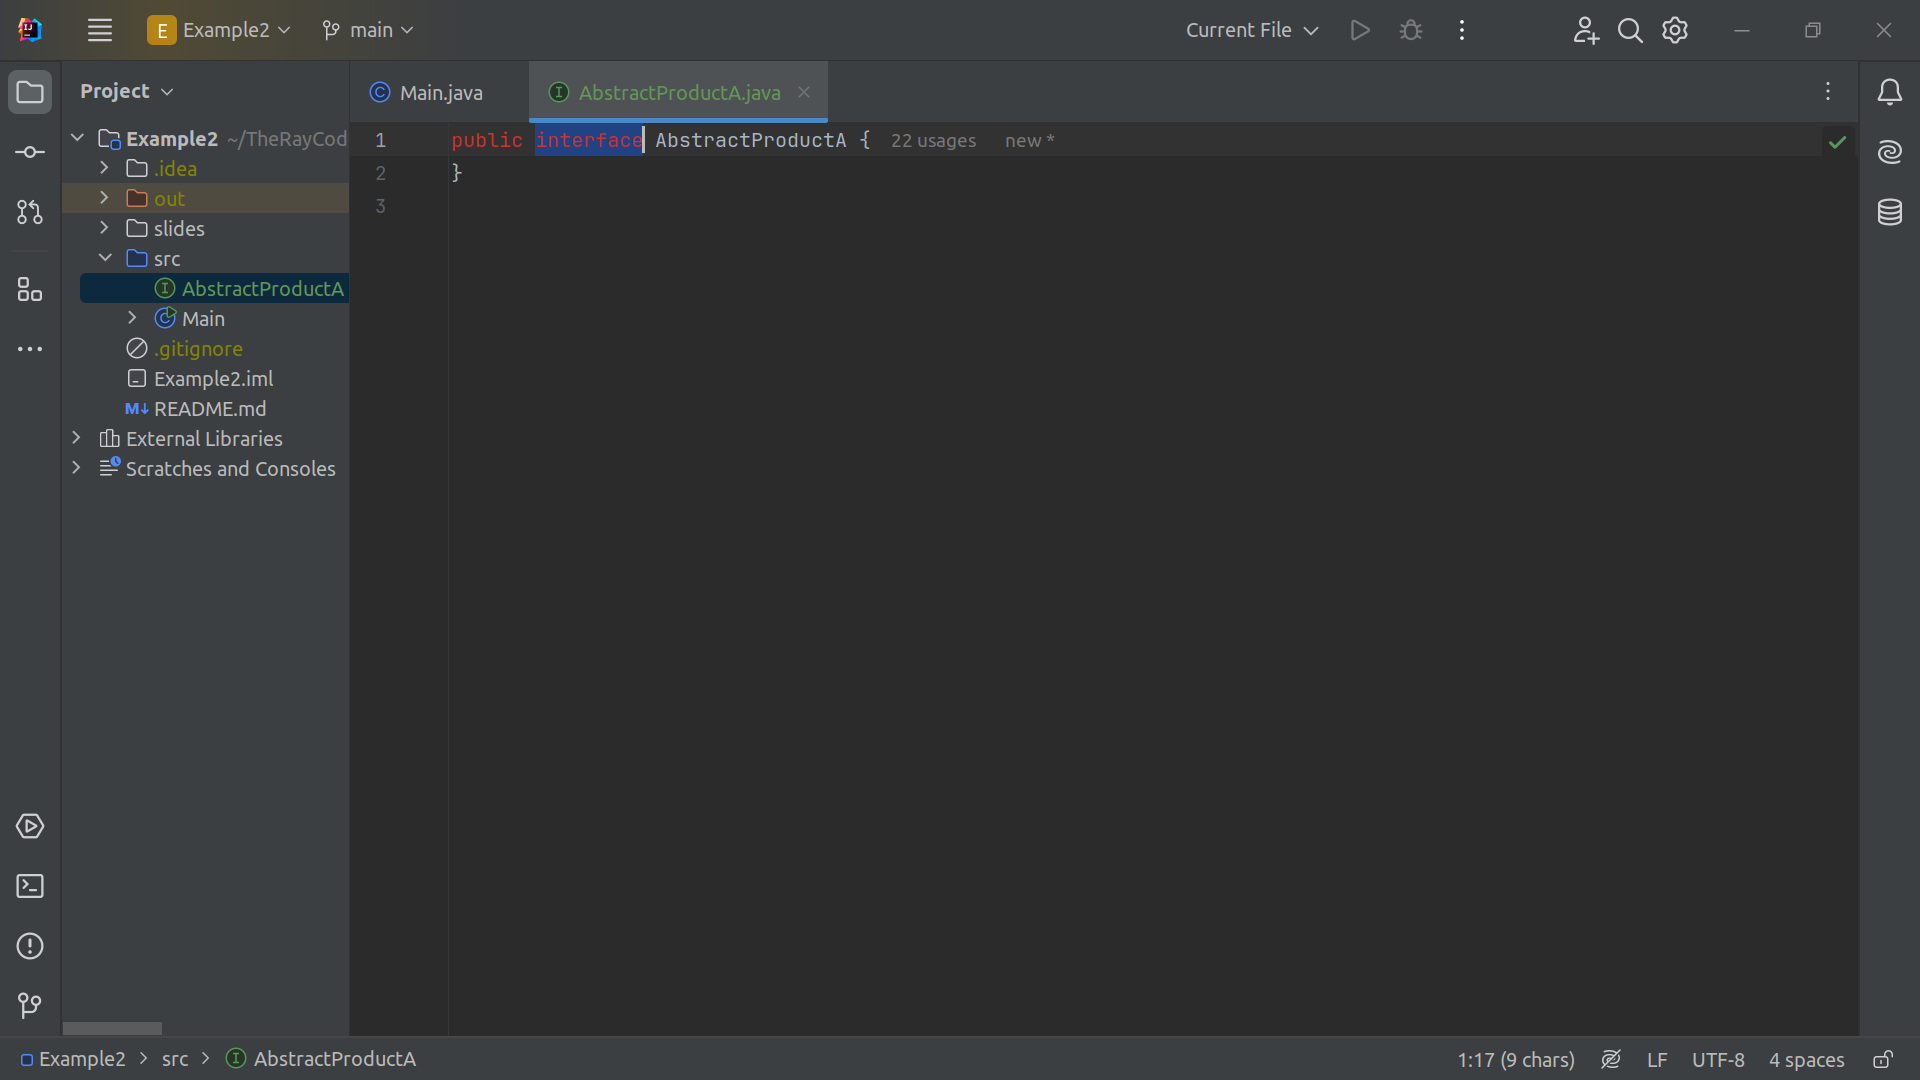 E Example2 main Current File
Project
Main.java AbstractProductA.java
Example2 ~/TheRayCod
.idea
out
slides
src
AbstractProductA
Main
.gitignore
Example2.iml
M↓ README.md
External Libraries
Scratches and Consoles
1 public interface AbstractProductA { 22 usages new *
2 }
3
Example2 > src > AbstractProductA
1:17 (9 chars) LF UTF-8 4 spaces